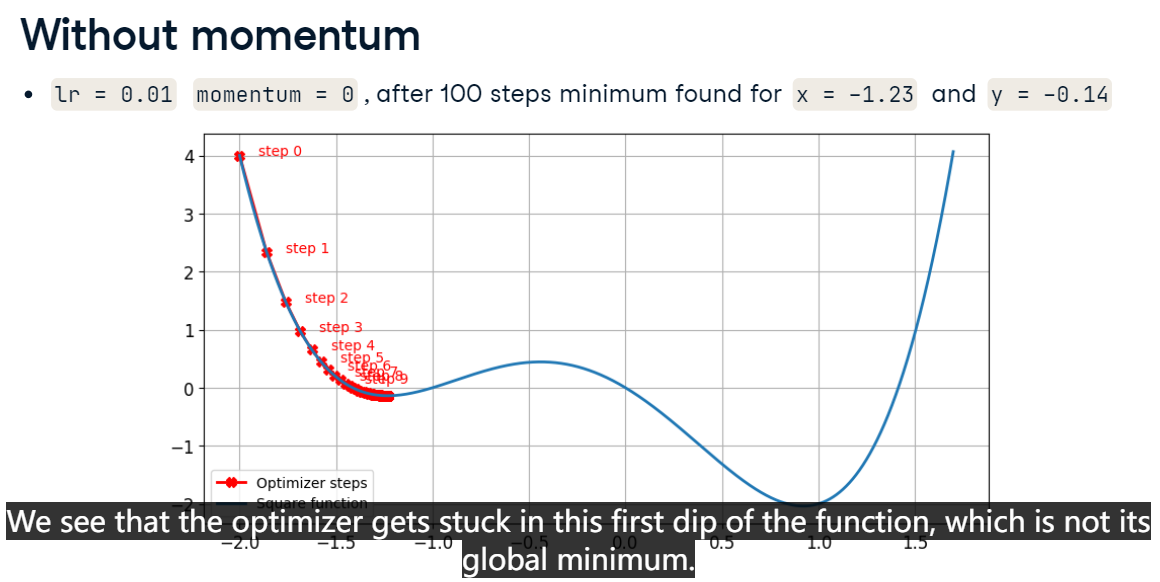 Without momentum
• lr = 0.01 momentum = 0 , after 100 steps minimum found for x = -1.23 and y = -0.14
4
3
2
1
0
−1
−2
step 0
step 1
step 2
step 3
step 4
step 5
step 6
step 7
step 8
step 9
Optimizer steps
Square function
−2.0 −1.5 −1.0 −0.5 0.0 0.5 1.0 1.5
We see that the optimizer gets stuck in this first dip of the function, which is not its
global minimum.